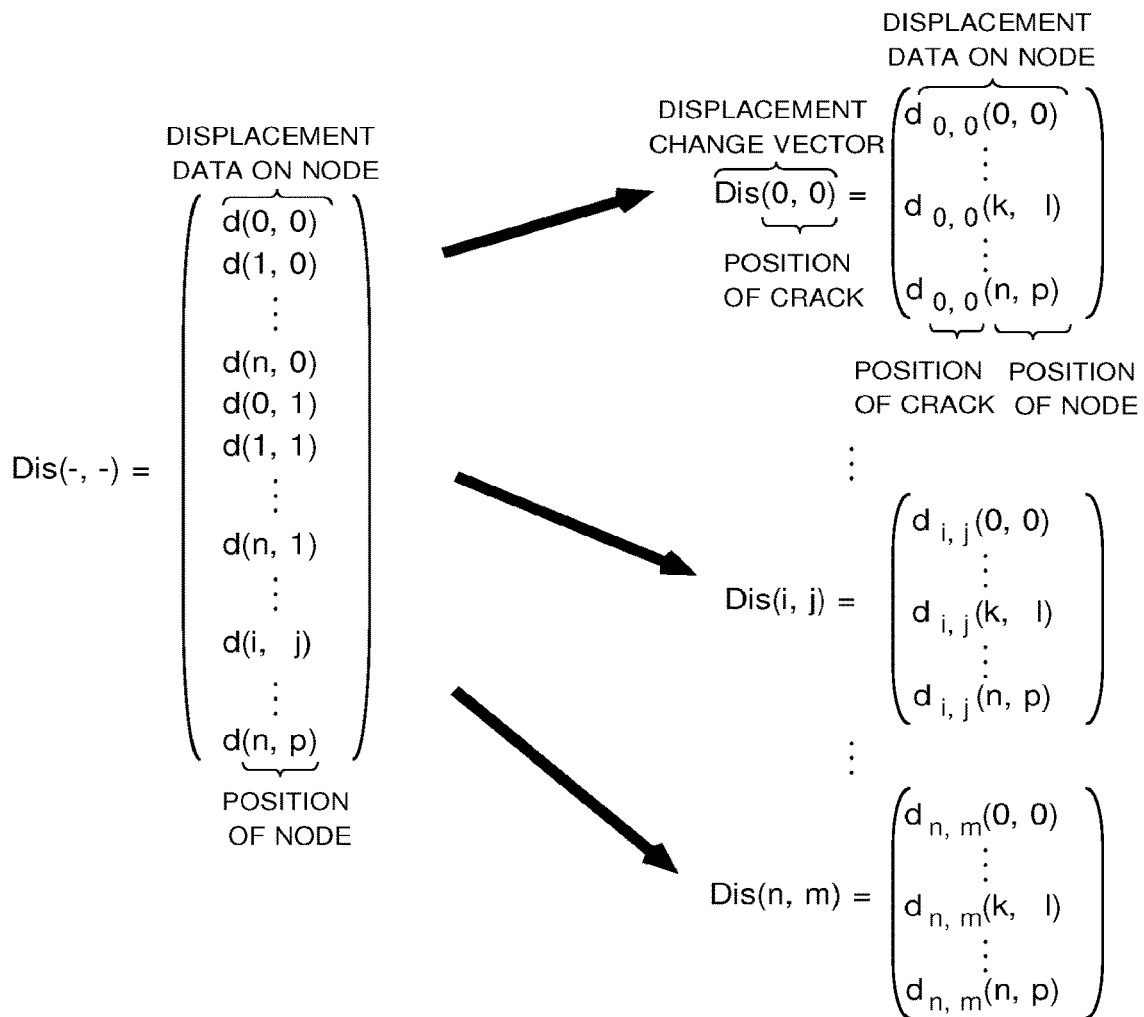 DISPLACEMENT
DATA ON NODE
Dis(-, -) =
d(0, 0)
d(1, 0)
⋮
d(n, 0)
d(0, 1)
d(1, 1)
⋮
d(n, 1)
⋮
d(i, j)
⋮
d(n, p)
POSITION
OF NODE
DISPLACEMENT
DATA ON NODE
DISPLACEMENT
CHANGE VECTOR
Dis(0, 0) =
POSITION
OF CRACK
d 0, 0 (0, 0)
⋮
d 0, 0 (k, l)
⋮
d 0, 0 (n, p)
POSITION
OF CRACK
POSITION
OF NODE
⋮
Dis(i, j) =
d i, j (0, 0)
⋮
d i, j (k, l)
⋮
d i, j (n, p)
⋮
Dis(n, m) =
d n, m (0, 0)
⋮
d n, m (k, l)
⋮
d n, m (n, p)